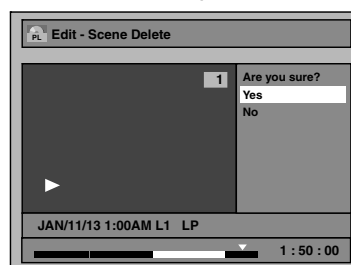 PL Edit - Scene Delete
1
Are you sure?
Yes
No
JAN/11/13 1:00AM L1 LP
1 : 50 : 00